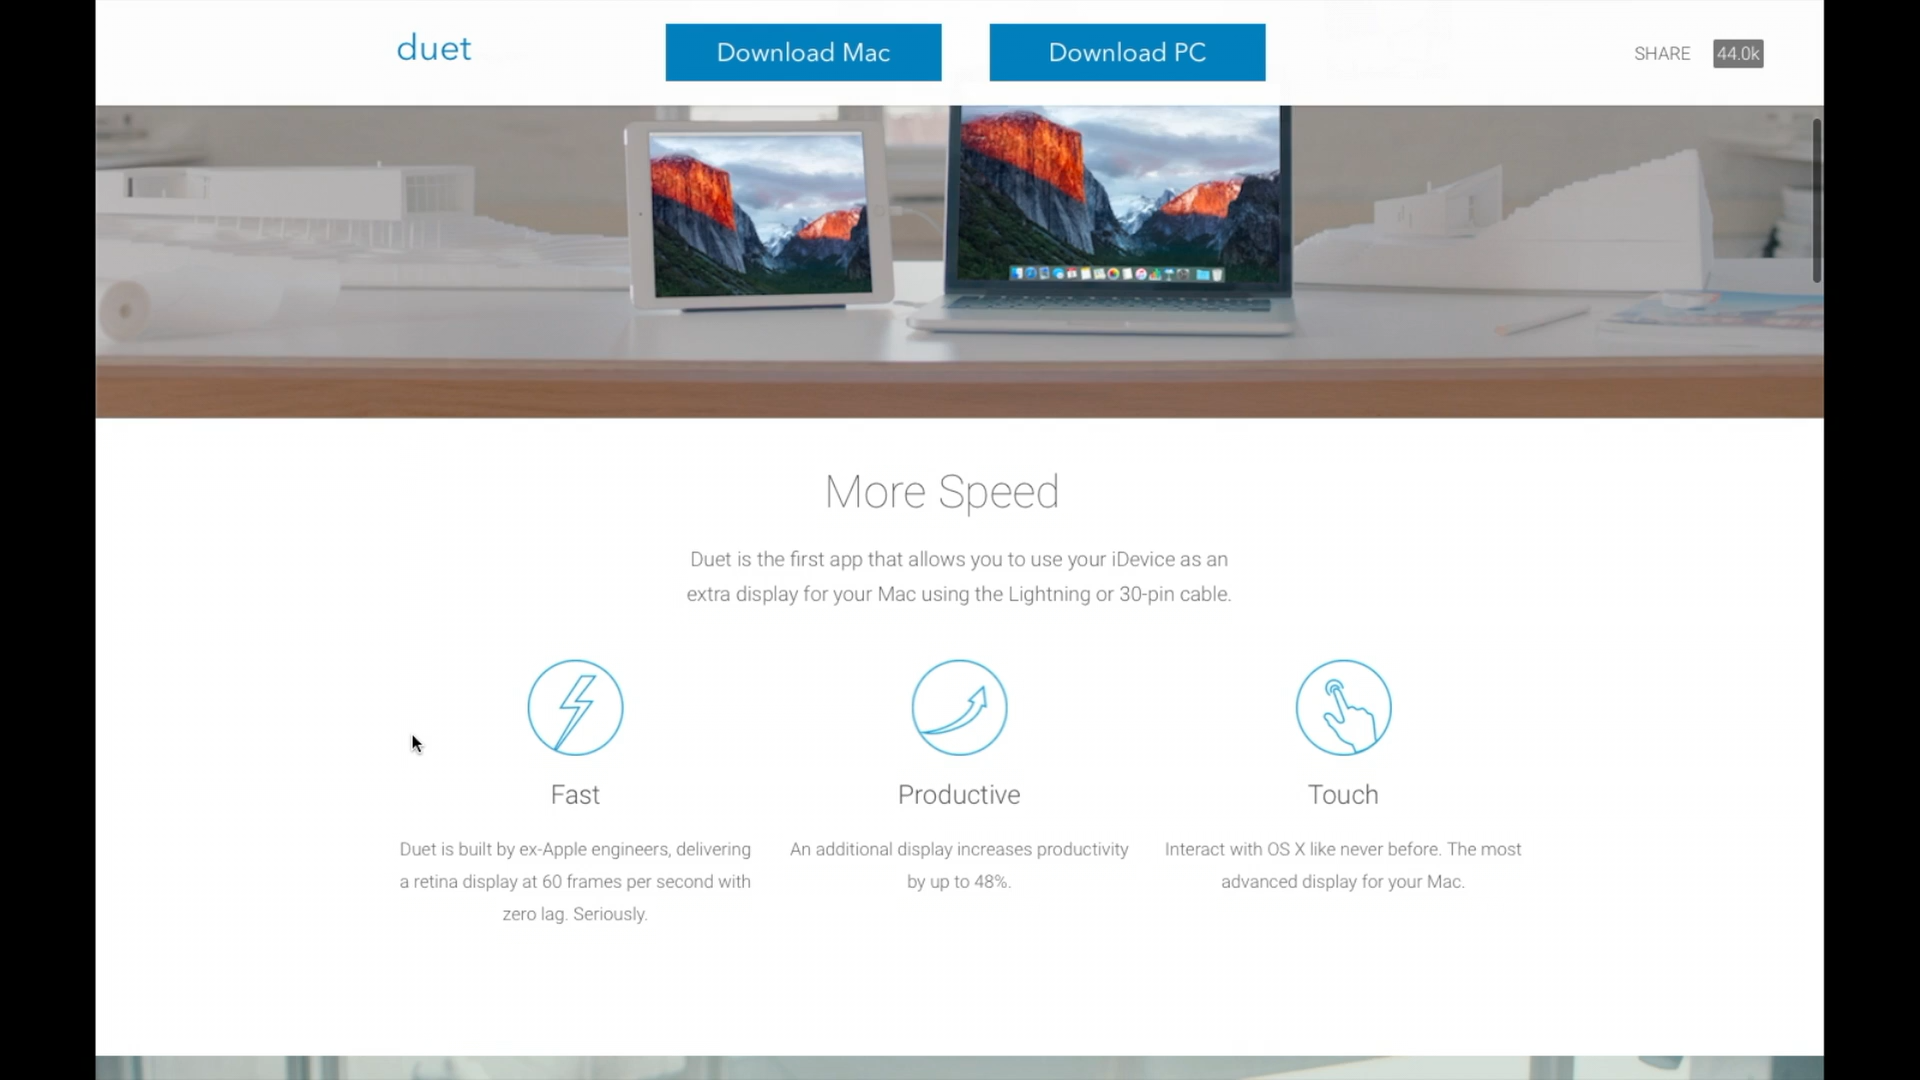 duet
Download Mac
Download PC
SHARE
44.0k
More Speed
Duet is the first app that allows you to use your iDevice as an
extra display for your Mac using the Lightning or 30-pin cable.
Fast
Duet is built by ex-Apple engineers, delivering
a retina display at 60 frames per second with
zero lag. Seriously.
Productive
An additional display increases productivity
by up to 48%.
Touch
Interact with OS X like never before. The most
advanced display for your Mac.